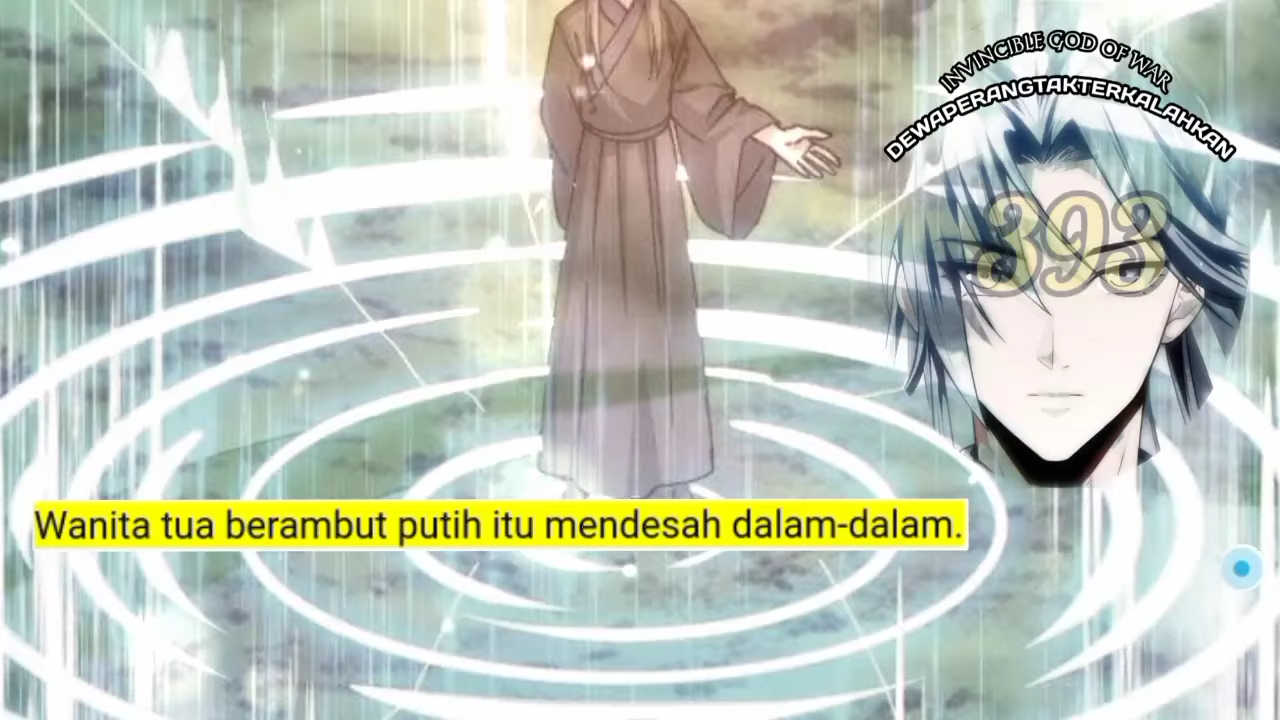 INVINCIBLE GOD OF WAR
DEWAPERANGTAKTERKALAHKAN
393
Wanita tua berambut putih itu mendesah dalam-dalam.